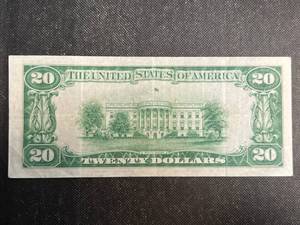 20 THE UNITED STATES OF AMERICA 20
20 TWENTY DOLLARS 20